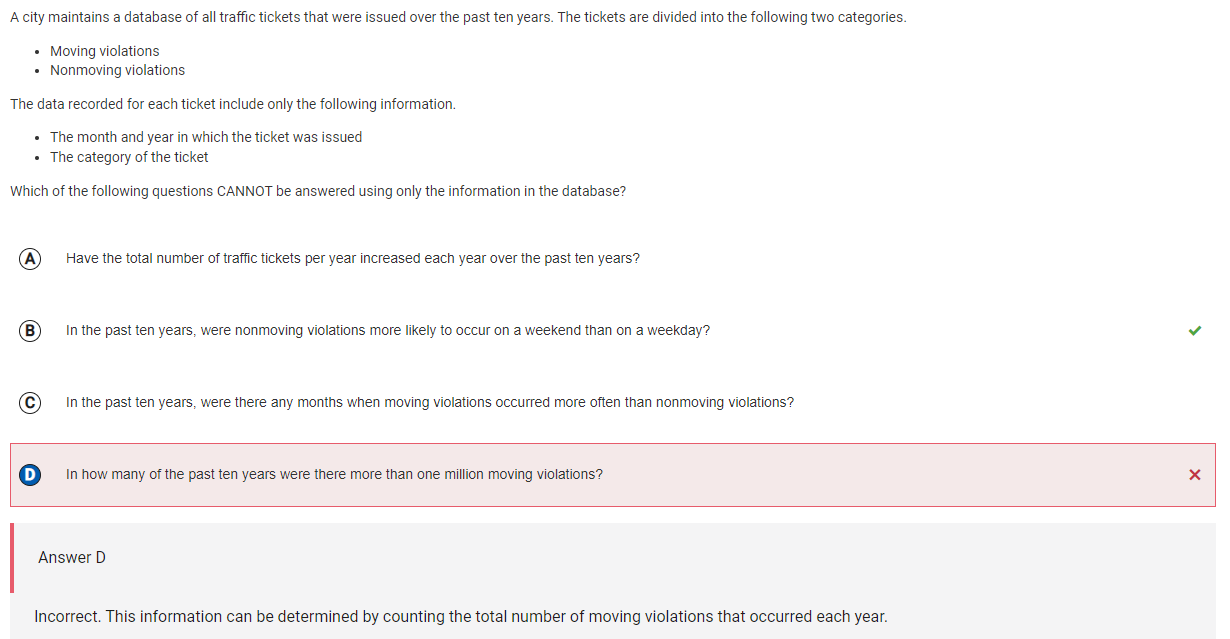 A city maintains a database of all traffic tickets that were issued over the past ten years. The tickets are divided into the following two categories.
• Moving violations
• Nonmoving violations
The data recorded for each ticket include only the following information.
• The month and year in which the ticket was issued
• The category of the ticket
Which of the following questions CANNOT be answered using only the information in the database?
A Have the total number of traffic tickets per year increased each year over the past ten years?
B In the past ten years, were nonmoving violations more likely to occur on a weekend than on a weekday?
C In the past ten years, were there any months when moving violations occurred more often than nonmoving violations?
D In how many of the past ten years were there more than one million moving violations?
Answer D
Incorrect. This information can be determined by counting the total number of moving violations that occurred each year.